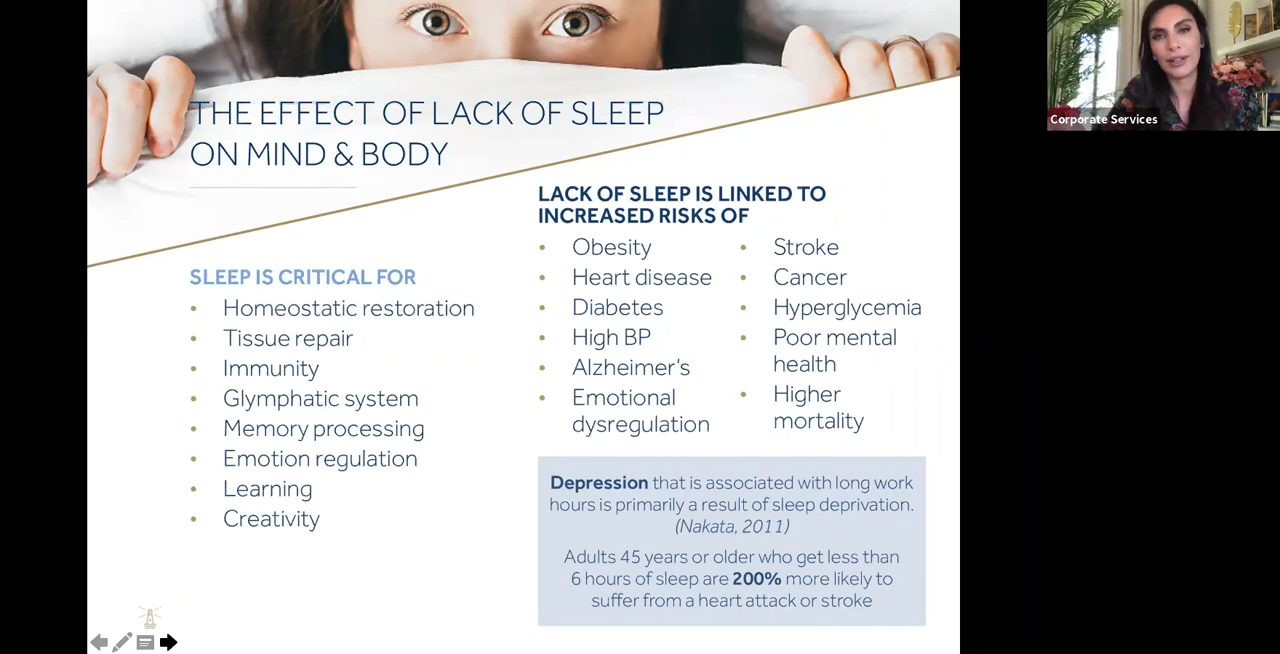 THE EFFECT OF LACK OF SLEEP
ON MIND & BODY
SLEEP IS CRITICAL FOR
• Homeostatic restoration
• Tissue repair
• Immunity
• Glymphatic system
• Memory processing
• Emotion regulation
• Learning
• Creativity
LACK OF SLEEP IS LINKED TO
INCREASED RISKS OF
• Obesity
• Heart disease
• Diabetes
• High BP
• Alzheimer's
• Emotional
dysregulation
• Stroke
• Cancer
• Hyperglycemia
• Poor mental
health
• Higher
mortality
Depression that is associated with long work
hours is primarily a result of sleep deprivation.
(Nakata, 2011)
Adults 45 years or older who get less than
6 hours of sleep are 200% more likely to
suffer from a heart attack or stroke
Corporate Services